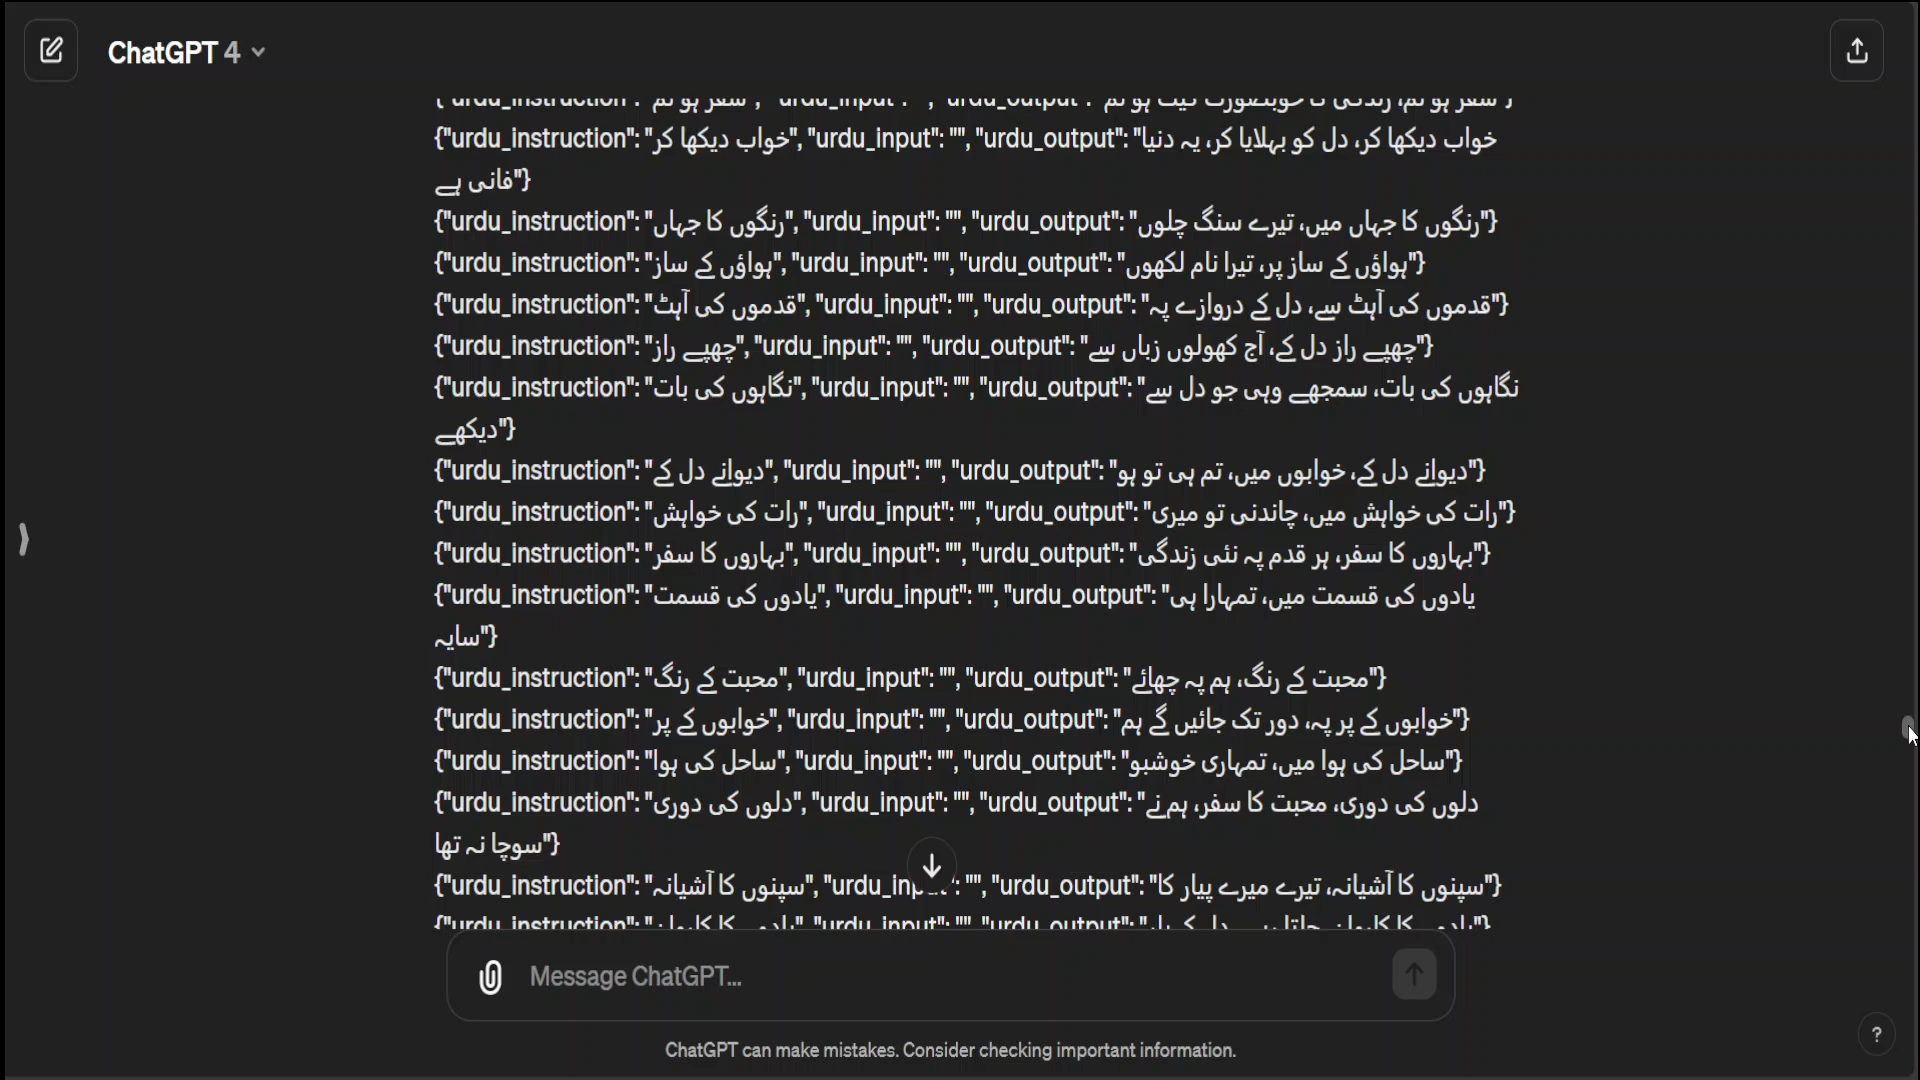 ChatGPT 4
{"urdu_instruction": "خواب دیکھا کر", "urdu_input": "", "urdu_output": "خواب دیکھا کر، دل کو بہلایا کر، یہ دنیا
فانی ہے"}
{"urdu_instruction": "رنگوں کا جہاں", "urdu_input": "", "urdu_output": "رنگوں کا جہاں میں، تیرے سنگ چلوں"}
{"urdu_instruction": "ہواؤں کے ساز", "urdu_input": "", "urdu_output": "ہواؤں کے ساز پر، تیرا نام لکھوں"}
{"urdu_instruction": "قدموں کی آہٹ", "urdu_input": "", "urdu_output": "قدموں کی آہٹ سے، دل کے دروازے پہ"}
{"urdu_instruction": "چھپے راز", "urdu_input": "", "urdu_output": "چھپے راز دل کے، آج کھولوں زباں سے"}
{"urdu_instruction": "نگاہوں کی بات", "urdu_input": "", "urdu_output": "نگاہوں کی بات، سمجھے وہی جو دل سے
دیکھے"}
{"urdu_instruction": "دیوانے دل کے", "urdu_input": "", "urdu_output": "دیوانے دل کے، خوابوں میں، تم ہی تو ہو"}
{"urdu_instruction": "رات کی خواہش", "urdu_input": "", "urdu_output": "رات کی خواہش میں، چاندنی تو میری"}
{"urdu_instruction": "بہاروں کا سفر", "urdu_input": "", "urdu_output": "بہاروں کا سفر، ہر قدم پہ نئی زندگی"}
{"urdu_instruction": "یادوں کی قسمت", "urdu_input": "", "urdu_output": "یادوں کی قسمت میں، تمہارا ہی
سایہ"}
{"urdu_instruction": "محبت کے رنگ", "urdu_input": "", "urdu_output": "محبت کے رنگ، ہم پہ چھائے"}
{"urdu_instruction": "خوابوں کے پر", "urdu_input": "", "urdu_output": "خوابوں کے پر پہ، دور تک جائیں گے ہم"}
{"urdu_instruction": "ساحل کی ہوا", "urdu_input": "", "urdu_output": "ساحل کی ہوا میں، تمہاری خوشبو"}
{"urdu_instruction": "دلوں کی دوری", "urdu_input": "", "urdu_output": "دلوں کی دوری، محبت کا سفر، ہم نے
سوچا نہ تھا"}
{"urdu_instruction": "سپنوں کا آشیانہ", "urdu_input": "", "urdu_output": "سپنوں کا آشیانہ، تیرے میرے پیار کا"}
Message ChatGPT...
ChatGPT can make mistakes. Consider checking important information.
?